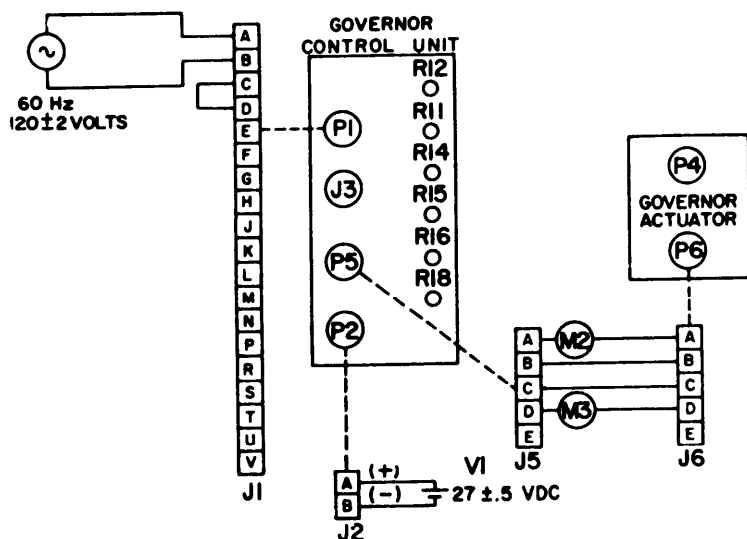 60 Hz
120±2 VOLTS
A
B
C
D
E
F
G
H
J
K
L
M
N
P
R
S
T
U
V
J1
GOVERNOR
CONTROL UNIT
R12
R11
R14
R15
R16
R18
P1
J3
P5
P2
A
B
J2
(+)
(-)
V1
27 ±.5 VDC
P4
GOVERNOR
ACTUATOR
P6
A
B
C
D
E
J5
M2
M3
A
B
C
D
E
J6